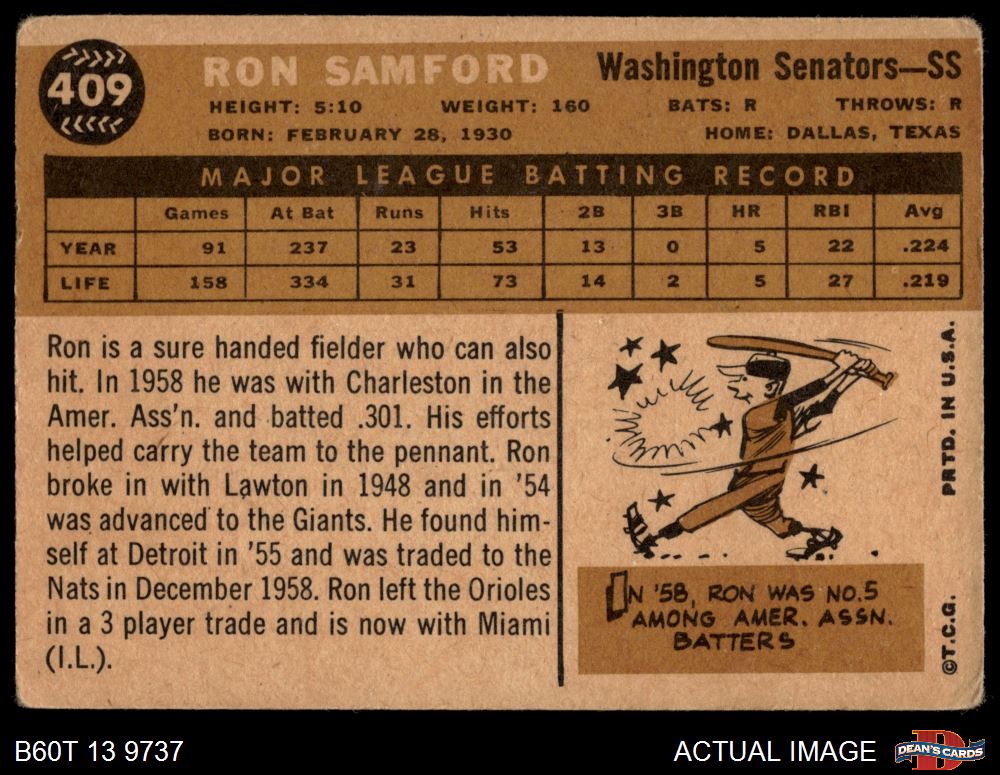 409
RON SAMFORD
Washington Senators—SS
HEIGHT: 5:10 WEIGHT: 160 BATS: R THROWS: R
BORN: FEBRUARY 28, 1930 HOME: DALLAS, TEXAS
MAJOR LEAGUE BATTING RECORD
Games At Bat Runs Hits 2B 3B HR RBI Avg
YEAR 91 237 23 53 13 0 5 22 .224
LIFE 158 334 31 73 14 2 5 27 .219
Ron is a sure handed fielder who can also
hit. In 1958 he was with Charleston in the
Amer. Ass'n. and batted .301. His efforts
helped carry the team to the pennant. Ron
broke in with Lawton in 1948 and in '54
was advanced to the Giants. He found him-
self at Detroit in '55 and was traded to the
Nats in December 1958. Ron left the Orioles
in a 3 player trade and is now with Miami
(I.L.).
IN '58, RON WAS NO.5
AMONG AMER. ASSN.
BATTERS
©T.C.G. PRTD. IN U.S.A.
B60T 13 9737
ACTUAL IMAGE
DEAN'S CARDS